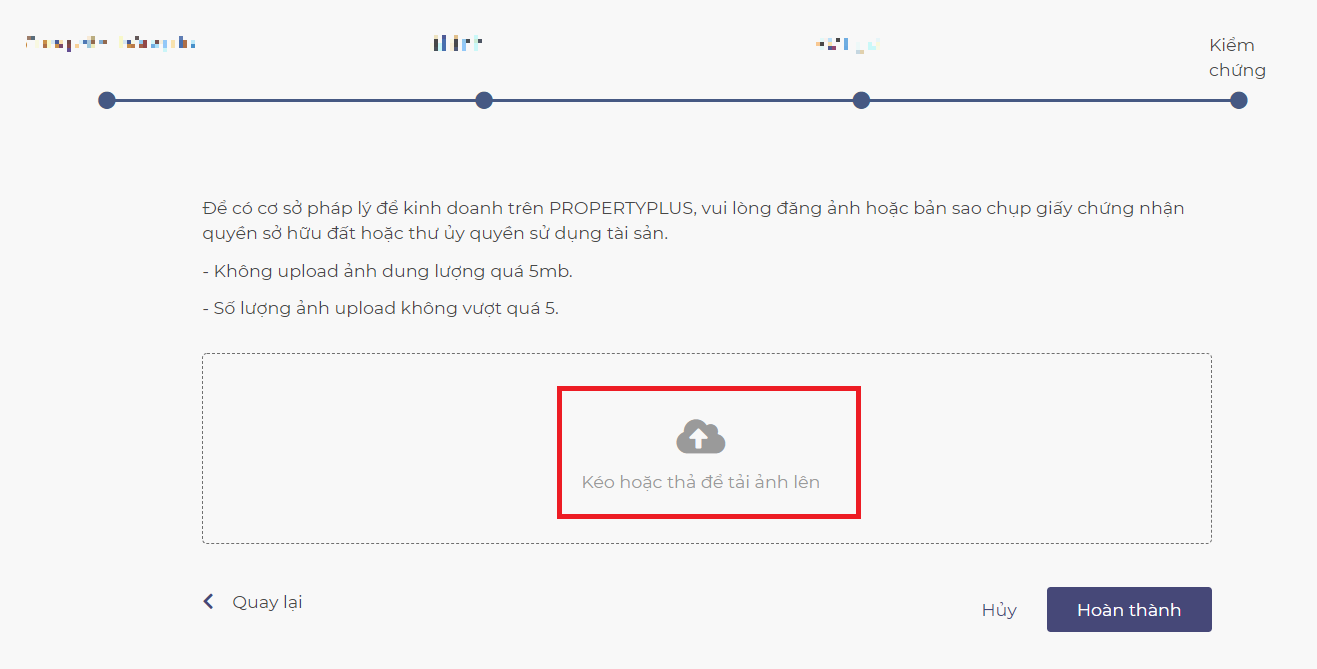 Kiểm
chứng
Để có cơ sở pháp lý để kinh doanh trên PROPERTYPLUS, vui lòng đăng ảnh hoặc bản sao chụp giấy chứng nhận
quyền sở hữu đất hoặc thư ủy quyền sử dụng tài sản.
- Không upload ảnh dung lượng quá 5mb.
- Số lượng ảnh upload không vượt quá 5.
Kéo hoặc thả để tải ảnh lên
Quay lại
Hủy
Hoàn thành